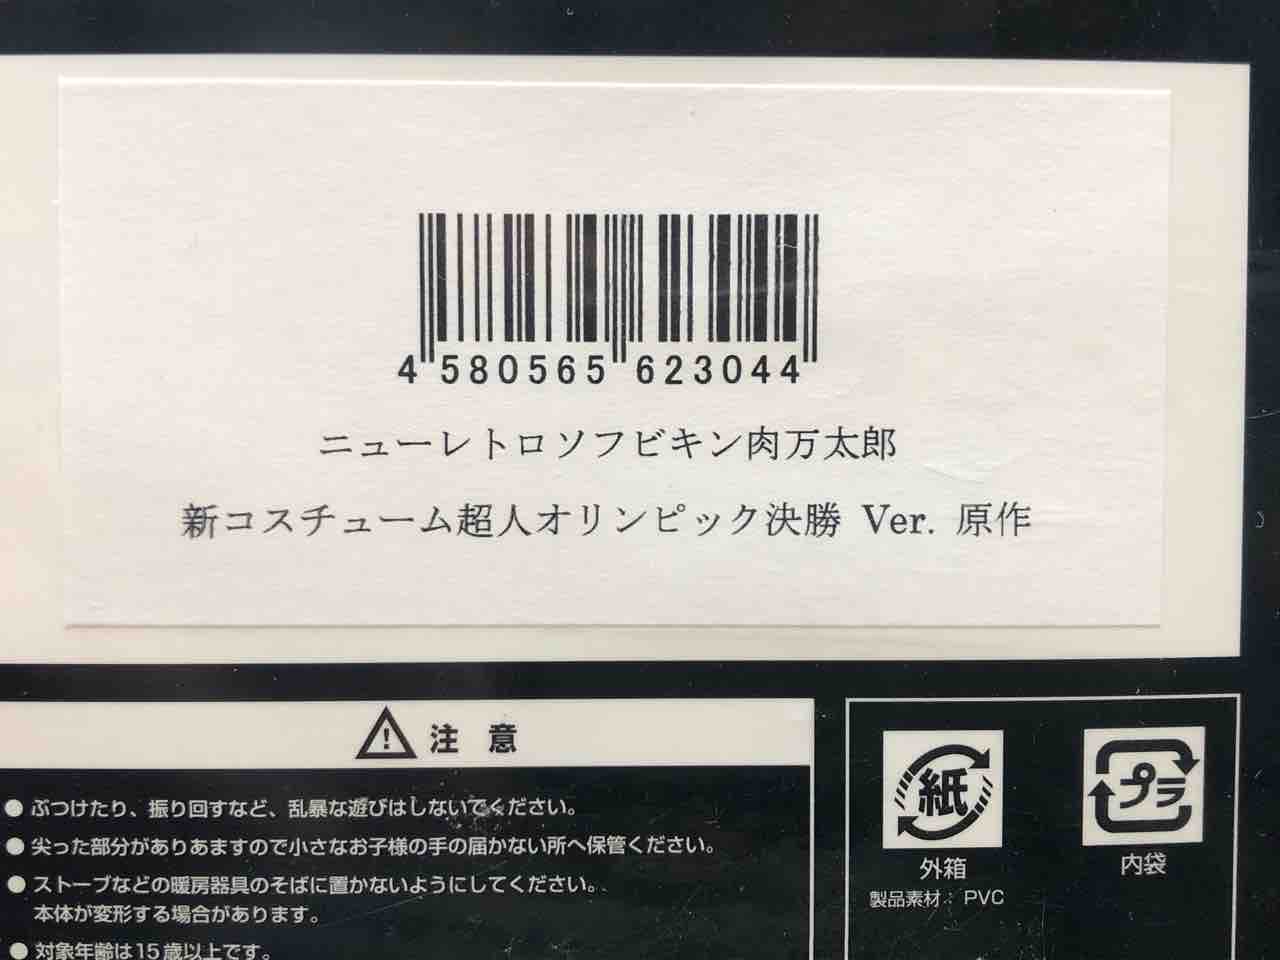 4 580565 623044
ニューレトロソフビキン肉万太郎
新コスチューム超人オリンピック決勝 Ver. 原作
注 意
● ぶつけたり、振り回すなど、乱暴な遊びはしないでください。
● 尖った部分がありあますので小さなお子様の手の届かない所へ保管ください。
● ストーブなどの暖房器具のそばに置かないようにしてください。
本体が変形する場合があります。
● 対象年齢は15歳以上です。
紙
外箱
プラ
内袋
製品素材：PVC